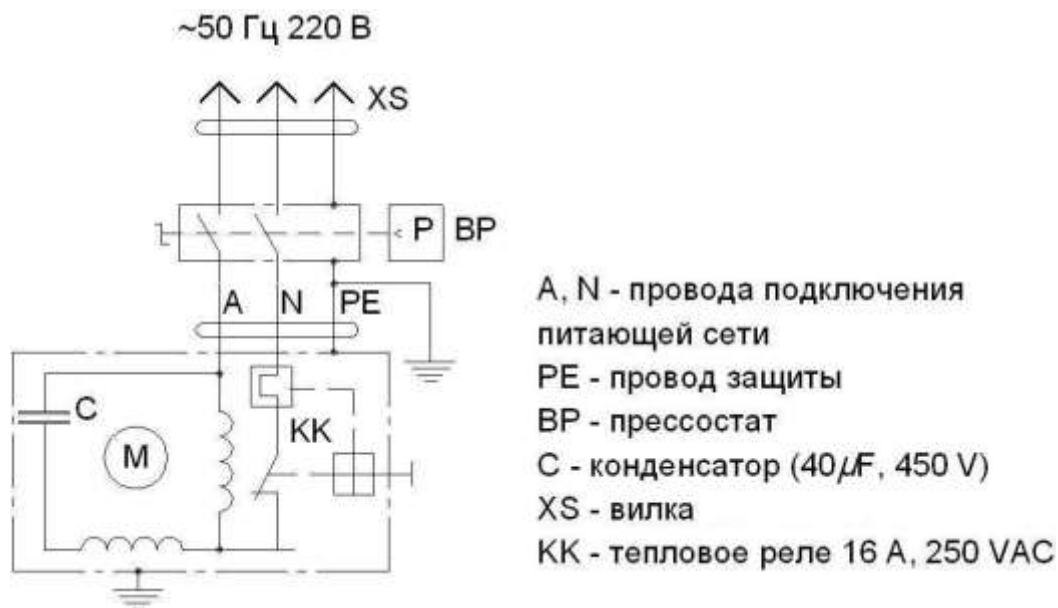 ~50 Гц 220 В
XS
P BP
A N PE
C
KK
M
A, N - провода подключения
питающей сети
PE - провод защиты
BP - прессостат
C - конденсатор (40μF, 450 V)
XS - вилка
KK - тепловое реле 16 A, 250 VAC